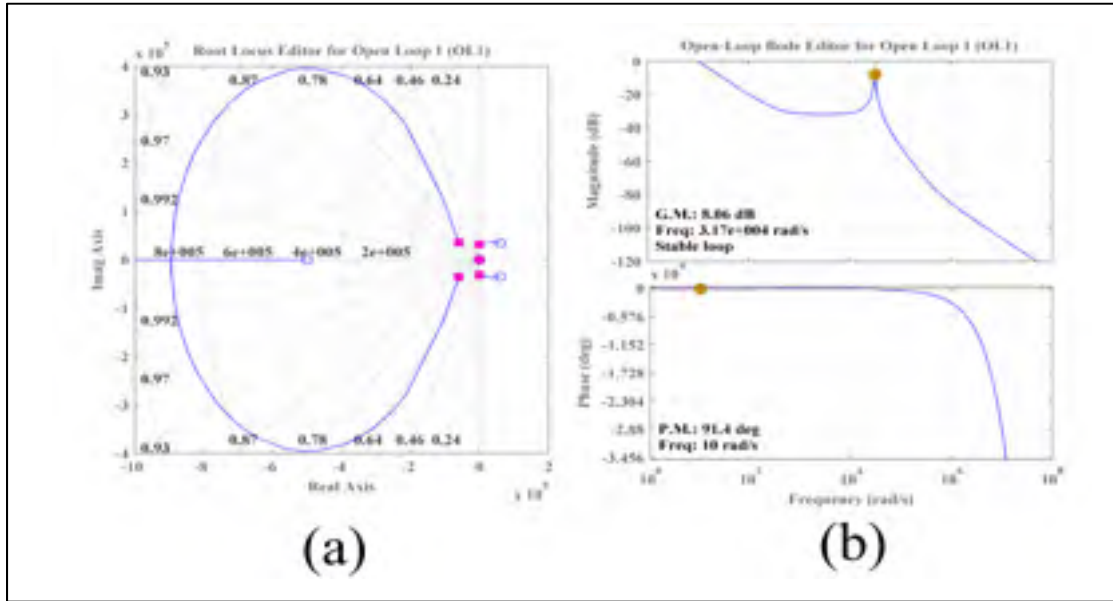 x 10⁵
Root Locus Editor for Open Loop 1 (OL1)
4
3
2
1
0
-1
-2
-3
-4
0.93 0.87 0.78 0.64 0.46 0.24
0.97
0.992
8e+005 6e+005 4e+005 2e+005
0.992
0.97
0.93 0.87 0.78 0.64 0.46 0.24
Imag Axis
-10 -8 -6 -4 -2 0 2
Real Axis
(a)
Open-Loop Bode Editor for Open Loop 1 (OL1)
0
-20
-40
-60
-80
-100
-120
Magnitude (dB)
G.M.: 8.06 dB
Freq: 3.17e+004 rad/s
Stable loop
0
-0.576
-1.152
-1.728
-2.304
-2.88
-3.456
Phase (deg)
P.M.: 91.4 deg
Freq: 10 rad/s
Frequency (rad/s)
(b)